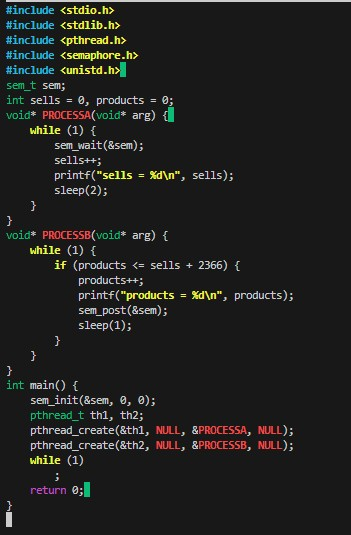 #include <stdio.h>
#include <stdlib.h>
#include <pthread.h>
#include <semaphore.h>
#include <unistd.h>
sem_t sem;
int sells = 0, products = 0;
void* PROCESSA(void* arg) {
    while (1) {
        sem_wait(&sem);
        sells++;
        printf("sells = %d\n", sells);
        sleep(2);
    }
}
void* PROCESSB(void* arg) {
    while (1) {
        if (products <= sells + 2366) {
            products++;
            printf("products = %d\n", products);
            sem_post(&sem);
            sleep(1);
        }
    }
}
int main() {
    sem_init(&sem, 0, 0);
    pthread_t th1, th2;
    pthread_create(&th1, NULL, &PROCESSA, NULL);
    pthread_create(&th2, NULL, &PROCESSB, NULL);
    while (1)
        ;
    return 0;
}